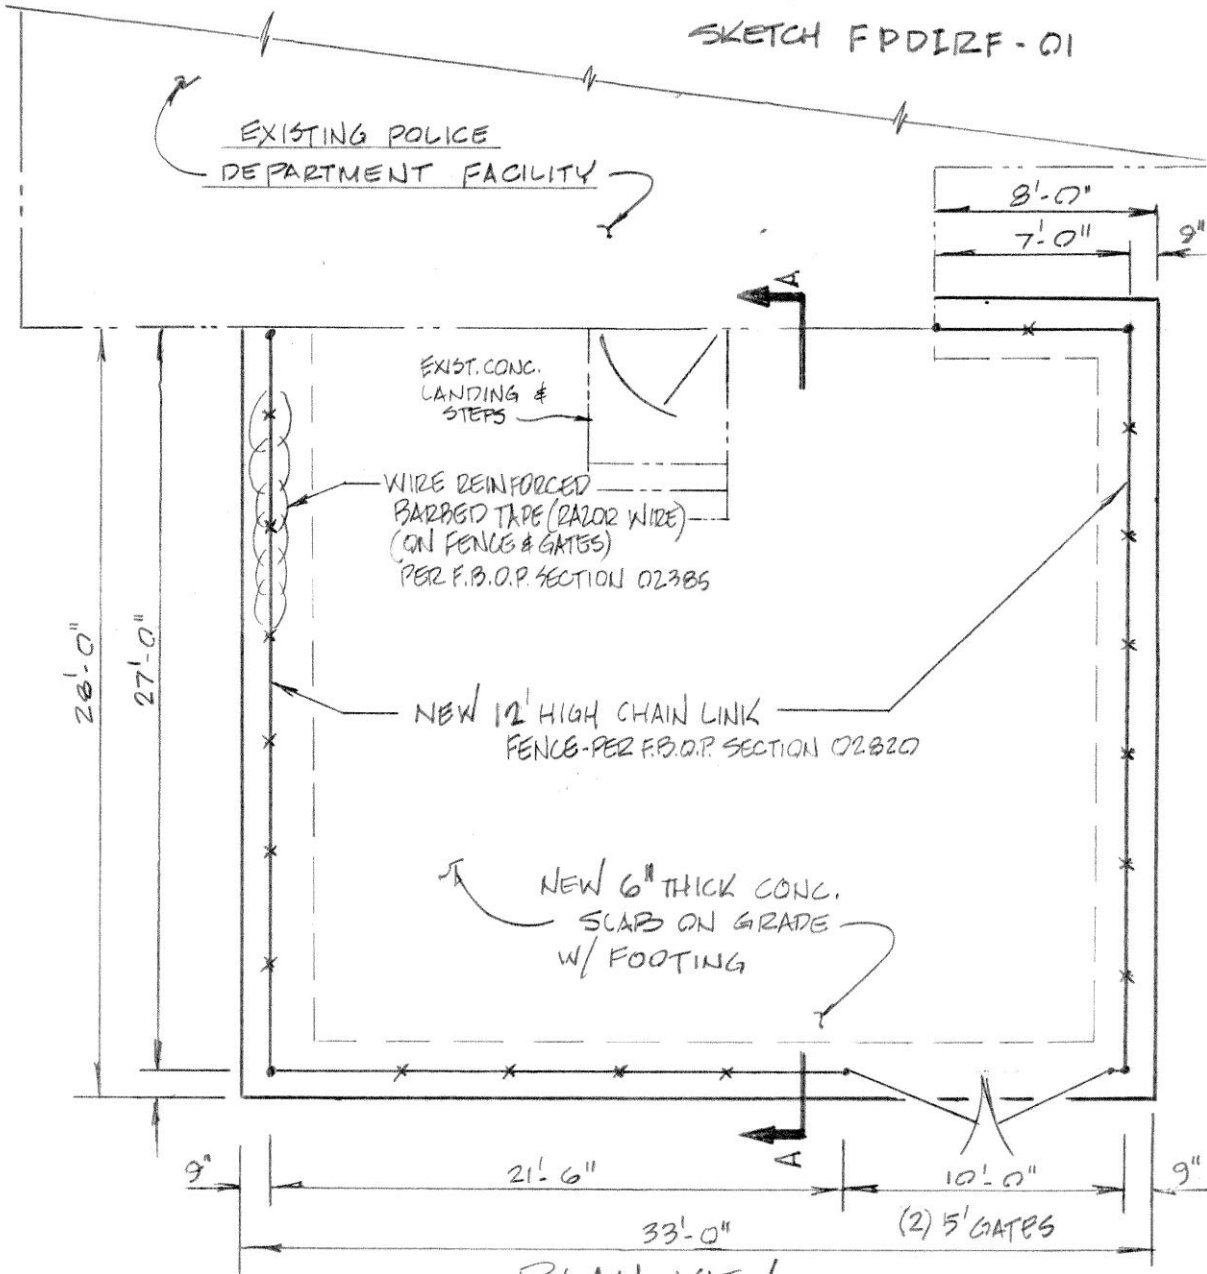 SKETCH FPDIRF-01
EXISTING POLICE
DEPARTMENT FACILITY
8'-0"
7'-0"
9"
A
EXIST. CONC.
LANDING &
STEPS
WIRE REINFORCED
BARBED TAPE (RAZOR WIRE)
(ON FENCE & GATES)
PER F.B.O.P. SECTION 02385
28'-0"
27'-0"
NEW 12' HIGH CHAIN LINK
FENCE-PER F.B.O.P. SECTION 02820
NEW 6" THICK CONC.
SLAB ON GRADE
W/ FOOTING
A
9"
21'-6"
10'-0"
9"
(2) 5' GATES
33'-0"